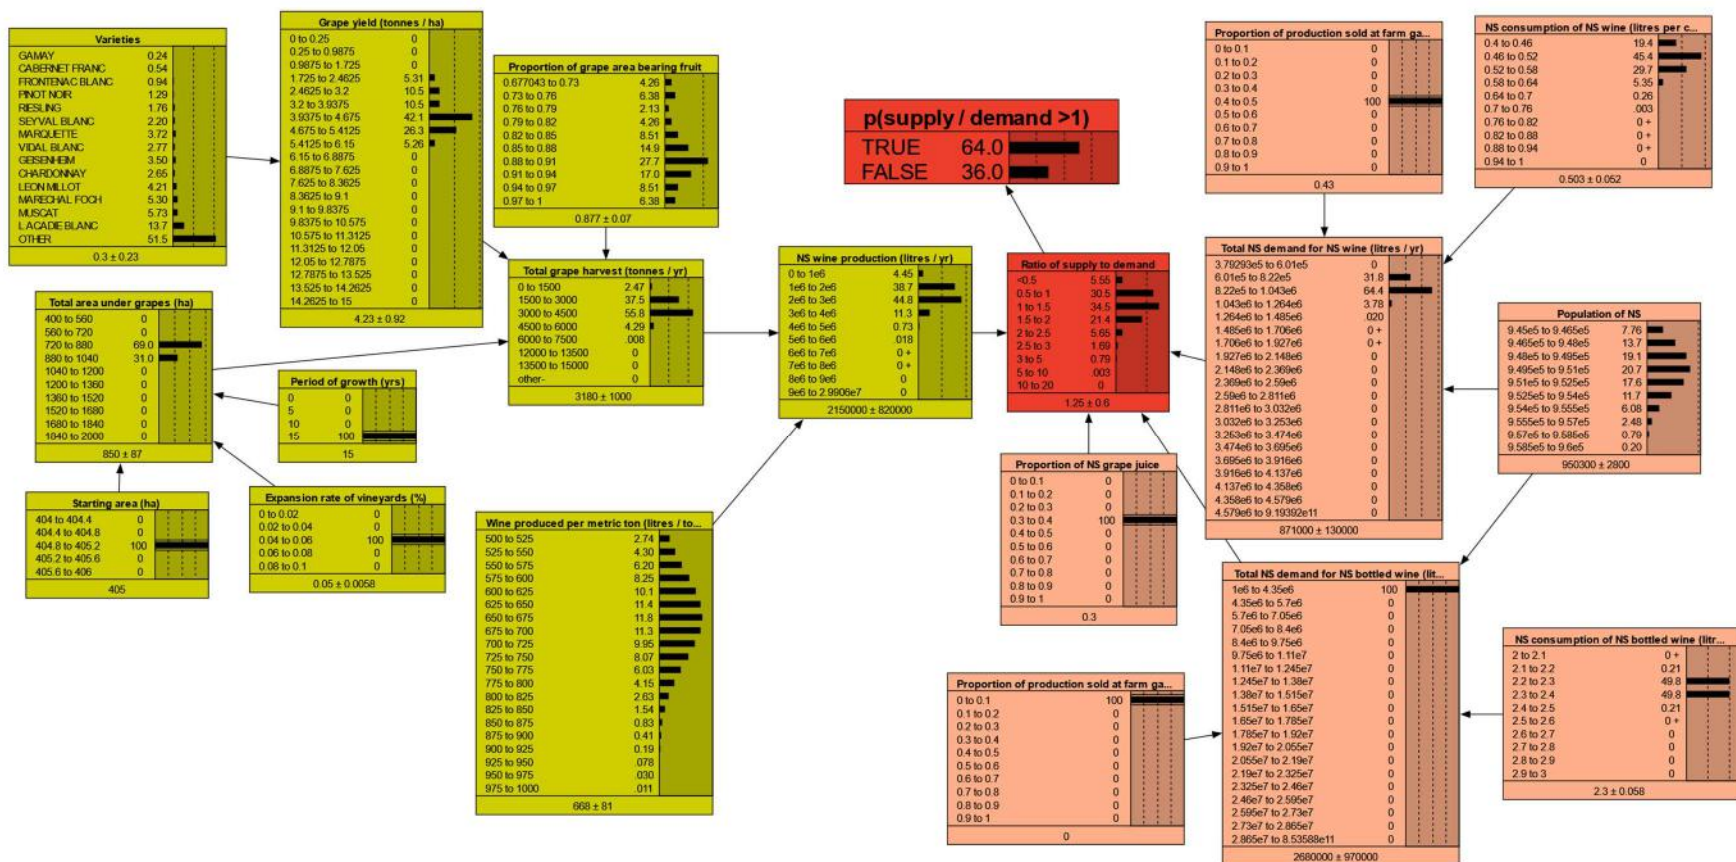 Varieties
GAMAY 0.24
CABERNET FRANC 0.54
FRONTENAC BLANC 0.94
PINOT NOIR 1.29
RIESLING 1.76
SEYVAL BLANC 2.20
MARQUETTE 3.72
VIDAL BLANC 2.77
GEISENHEIM 3.50
CHARDONNAY 2.65
LEON MILLOT 4.21
MARECHAL FOCH 5.30
MUSCAT 5.73
LACADIE BLANC 13.7
OTHER 51.5
0.3 ± 0.23
Grape yield (tonnes / ha)
0 to 0.25 0
0.25 to 0.9875 0
0.9875 to 1.725 0
1.725 to 2.4625 5.31
2.4625 to 3.2 10.5
3.2 to 3.9375 10.5
3.9375 to 4.675 42.1
4.675 to 5.4125 26.3
5.4125 to 6.15 5.26
6.15 to 6.8875 0
6.8875 to 7.625 0
7.625 to 8.3625 0
8.3625 to 9.1 0
9.1 to 9.8375 0
9.8375 to 10.575 0
10.575 to 11.3125 0
11.3125 to 12.05 0
12.05 to 12.7875 0
12.7875 to 13.525 0
13.525 to 14.2625 0
14.2625 to 15 0
4.23 ± 0.92
Proportion of grape area bearing fruit
0.677043 to 0.73 4.26
0.73 to 0.76 6.38
0.76 to 0.79 2.13
0.79 to 0.82 4.26
0.82 to 0.85 8.51
0.85 to 0.88 14.9
0.88 to 0.91 27.7
0.91 to 0.94 17.0
0.94 to 0.97 8.51
0.97 to 1 6.38
0.877 ± 0.07
p(supply / demand >1)
TRUE 64.0
FALSE 36.0
Proportion of production sold at farm ga...
0 to 0.1 0
0.1 to 0.2 0
0.2 to 0.3 0
0.3 to 0.4 0
0.4 to 0.5 100
0.5 to 0.6 0
0.6 to 0.7 0
0.7 to 0.8 0
0.8 to 0.9 0
0.9 to 1 0
0.43
NS consumption of NS wine (litres per c...
0.4 to 0.46 19.4
0.46 to 0.52 45.4
0.52 to 0.58 29.7
0.58 to 0.64 5.35
0.64 to 0.7 0.26
0.7 to 0.76 .003
0.76 to 0.82 0 +
0.82 to 0.88 0 +
0.88 to 0.94 0 +
0.94 to 1 0
0.503 ± 0.052
Total area under grapes (ha)
400 to 560 0
560 to 720 0
720 to 880 69.0
880 to 1040 31.0
1040 to 1200 0
1200 to 1360 0
1360 to 1520 0
1520 to 1680 0
1680 to 1840 0
1840 to 2000 0
850 ± 87
Period of growth (yrs)
0 0
5 0
10 0
15 100
15
Total grape harvest (tonnes / yr)
0 to 1500 2.47
1500 to 3000 37.5
3000 to 4500 55.8
4500 to 6000 4.29
6000 to 7500 .008
12000 to 13500 0
13500 to 15000 0
other- 0
3180 ± 1000
NS wine production (litres / yr)
0 to 1e6 4.45
1e6 to 2e6 38.7
2e6 to 3e6 44.8
3e6 to 4e6 11.3
4e6 to 5e6 0.73
5e6 to 6e6 .018
6e6 to 7e6 0 +
7e6 to 8e6 0 +
8e6 to 9e6 0
9e6 to 2.9906e7 0
2150000 ± 820000
Ratio of supply to demand
<0.5 5.55
0.5 to 1 30.5
1 to 1.5 34.5
1.5 to 2 21.4
2 to 2.5 5.65
2.5 to 3 1.69
3 to 5 0.79
5 to 10 .003
10 to 20 0
1.25 ± 0.6
Total NS demand for NS wine (litres / yr)
3.79293e5 to 6.01e5 0
6.01e5 to 8.22e5 31.8
8.22e5 to 1.043e6 64.4
1.043e6 to 1.264e6 3.78
1.264e6 to 1.485e6 .020
1.485e6 to 1.706e6 0 +
1.706e6 to 1.927e6 0 +
1.927e6 to 2.148e6 0
2.148e6 to 2.369e6 0
2.369e6 to 2.59e6 0
2.59e6 to 2.811e6 0
2.811e6 to 3.032e6 0
3.032e6 to 3.253e6 0
3.253e6 to 3.474e6 0
3.474e6 to 3.695e6 0
3.695e6 to 3.916e6 0
3.916e6 to 4.137e6 0
4.137e6 to 4.358e6 0
4.358e6 to 4.579e6 0
4.579e6 to 9.19392e11 0
871000 ± 130000
Population of NS
9.45e5 to 9.465e5 7.76
9.465e5 to 9.48e5 13.7
9.48e5 to 9.495e5 19.1
9.495e5 to 9.51e5 20.7
9.51e5 to 9.525e5 17.6
9.525e5 to 9.54e5 11.7
9.54e5 to 9.555e5 6.08
9.555e5 to 9.57e5 2.48
9.57e5 to 9.585e5 0.79
9.585e5 to 9.6e5 0.20
950300 ± 2800
Starting area (ha)
404 to 404.4 0
404.4 to 404.8 0
404.8 to 405.2 100
405.2 to 405.6 0
405.6 to 406 0
405
Expansion rate of vineyards (%)
0 to 0.02 0
0.02 to 0.04 0
0.04 to 0.06 100
0.06 to 0.08 0
0.08 to 0.1 0
0.05 ± 0.0058
Wine produced per metric ton (litres / to...
500 to 525 2.74
525 to 550 4.30
550 to 575 6.20
575 to 600 8.25
600 to 625 10.1
625 to 650 11.4
650 to 675 11.8
675 to 700 11.3
700 to 725 9.95
725 to 750 8.07
750 to 775 6.03
775 to 800 4.15
800 to 825 2.63
825 to 850 1.54
850 to 875 0.83
875 to 900 0.41
900 to 925 0.19
925 to 950 .078
950 to 975 .030
975 to 1000 .011
668 ± 81
Proportion of NS grape juice
0 to 0.1 0
0.1 to 0.2 0
0.2 to 0.3 0
0.3 to 0.4 100
0.4 to 0.5 0
0.5 to 0.6 0
0.6 to 0.7 0
0.7 to 0.8 0
0.8 to 0.9 0
0.9 to 1 0
0.3
Total NS demand for NS bottled wine (lit...
1e6 to 4.35e6 100
4.35e6 to 5.7e6 0
5.7e6 to 7.05e6 0
7.05e6 to 8.4e6 0
8.4e6 to 9.75e6 0
9.75e6 to 1.11e7 0
1.11e7 to 1.245e7 0
1.245e7 to 1.38e7 0
1.38e7 to 1.515e7 0
1.515e7 to 1.65e7 0
1.65e7 to 1.785e7 0
1.785e7 to 1.92e7 0
1.92e7 to 2.055e7 0
2.055e7 to 2.19e7 0
2.19e7 to 2.325e7 0
2.325e7 to 2.46e7 0
2.46e7 to 2.595e7 0
2.595e7 to 2.73e7 0
2.73e7 to 2.865e7 0
2.865e7 to 8.53588e11 0
2680000 ± 970000
NS consumption of NS bottled wine (litr...
2 to 2.1 0 +
2.1 to 2.2 0.21
2.2 to 2.3 49.8
2.3 to 2.4 49.8
2.4 to 2.5 0.21
2.5 to 2.6 0 +
2.6 to 2.7 0
2.7 to 2.8 0
2.8 to 2.9 0
2.9 to 3 0
2.3 ± 0.058
Proportion of production sold at farm ga...
0 to 0.1 100
0.1 to 0.2 0
0.2 to 0.3 0
0.3 to 0.4 0
0.4 to 0.5 0
0.5 to 0.6 0
0.6 to 0.7 0
0.7 to 0.8 0
0.8 to 0.9 0
0.9 to 1 0
0